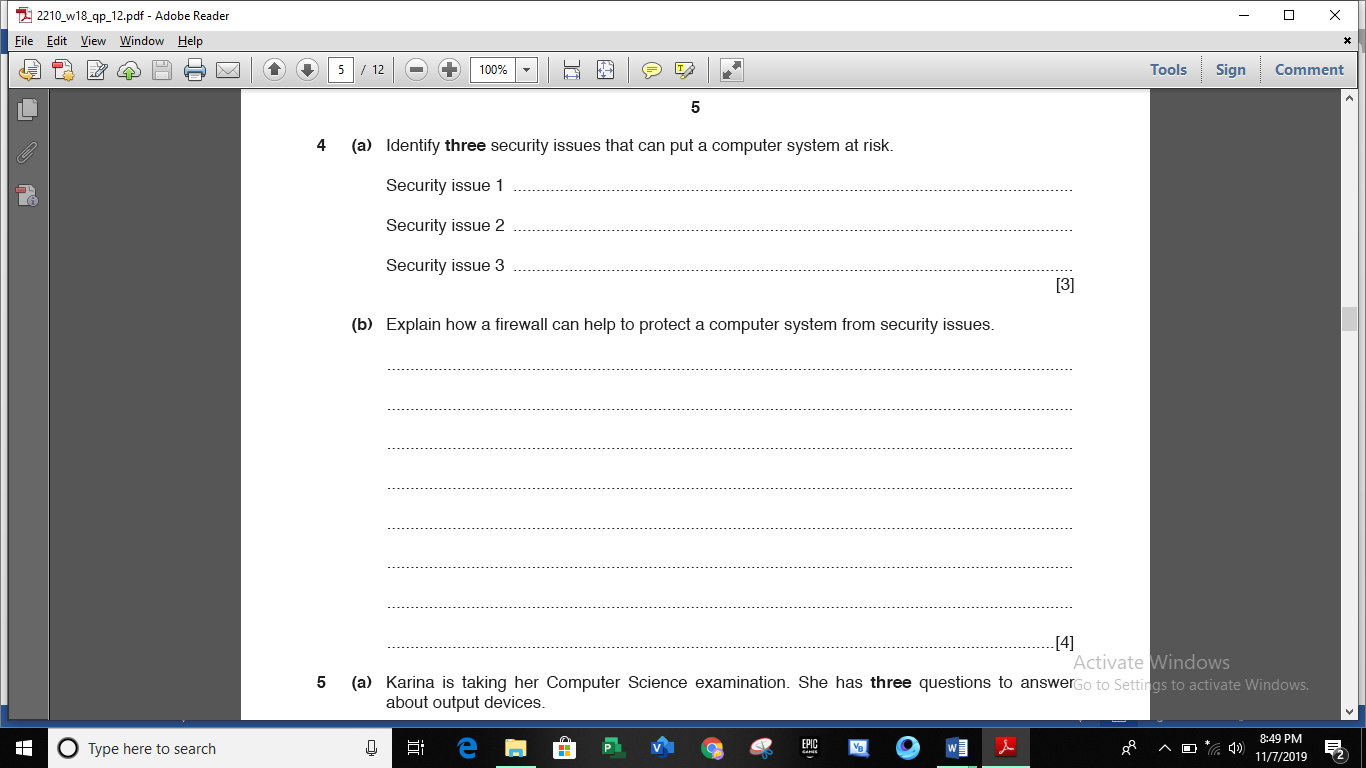 2210_w18_qp_12.pdf - Adobe Reader
File Edit View Window Help
5 / 12 100% Tools Sign Comment
5
4 (a) Identify three security issues that can put a computer system at risk.
Security issue 1 ................................................................
Security issue 2 ................................................................
Security issue 3 ................................................................
[3]
(b) Explain how a firewall can help to protect a computer system from security issues.
................................................................
................................................................
................................................................
................................................................
................................................................
................................................................
................................................................
................................................................[4]
5 (a) Karina is taking her Computer Science examination. She has three questions to answer
about output devices.
Activate Windows
Go to Settings to activate Windows.
Type here to search
EPIC GAMES
8:49 PM
11/7/2019
2